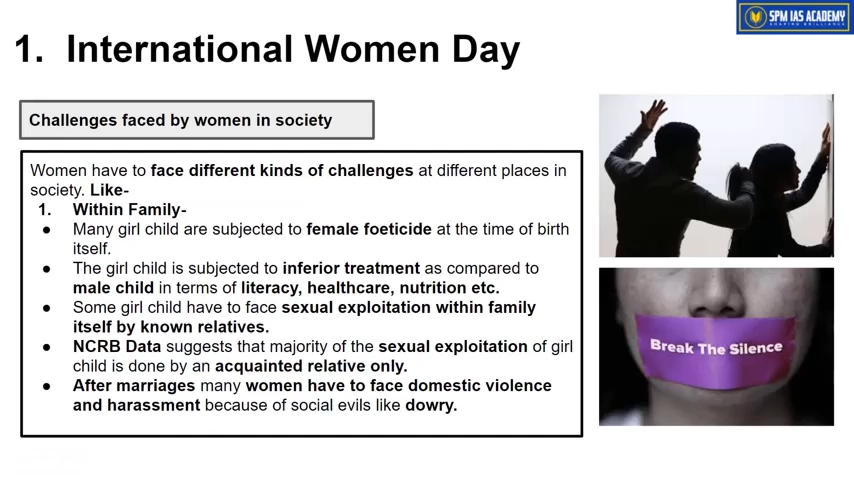 SPM IAS ACADEMY
SHAPING BRILLIANCE
1. International Women Day
Challenges faced by women in society
Women have to face different kinds of challenges at different places in
society. Like-
1. Within Family-
● Many girl child are subjected to female foeticide at the time of birth
itself.
● The girl child is subjected to inferior treatment as compared to
male child in terms of literacy, healthcare, nutrition etc.
● Some girl child have to face sexual exploitation within family
itself by known relatives.
● NCRB Data suggests that majority of the sexual exploitation of girl
child is done by an acquainted relative only.
● After marriages many women have to face domestic violence
and harassment because of social evils like dowry.
Break The Silence